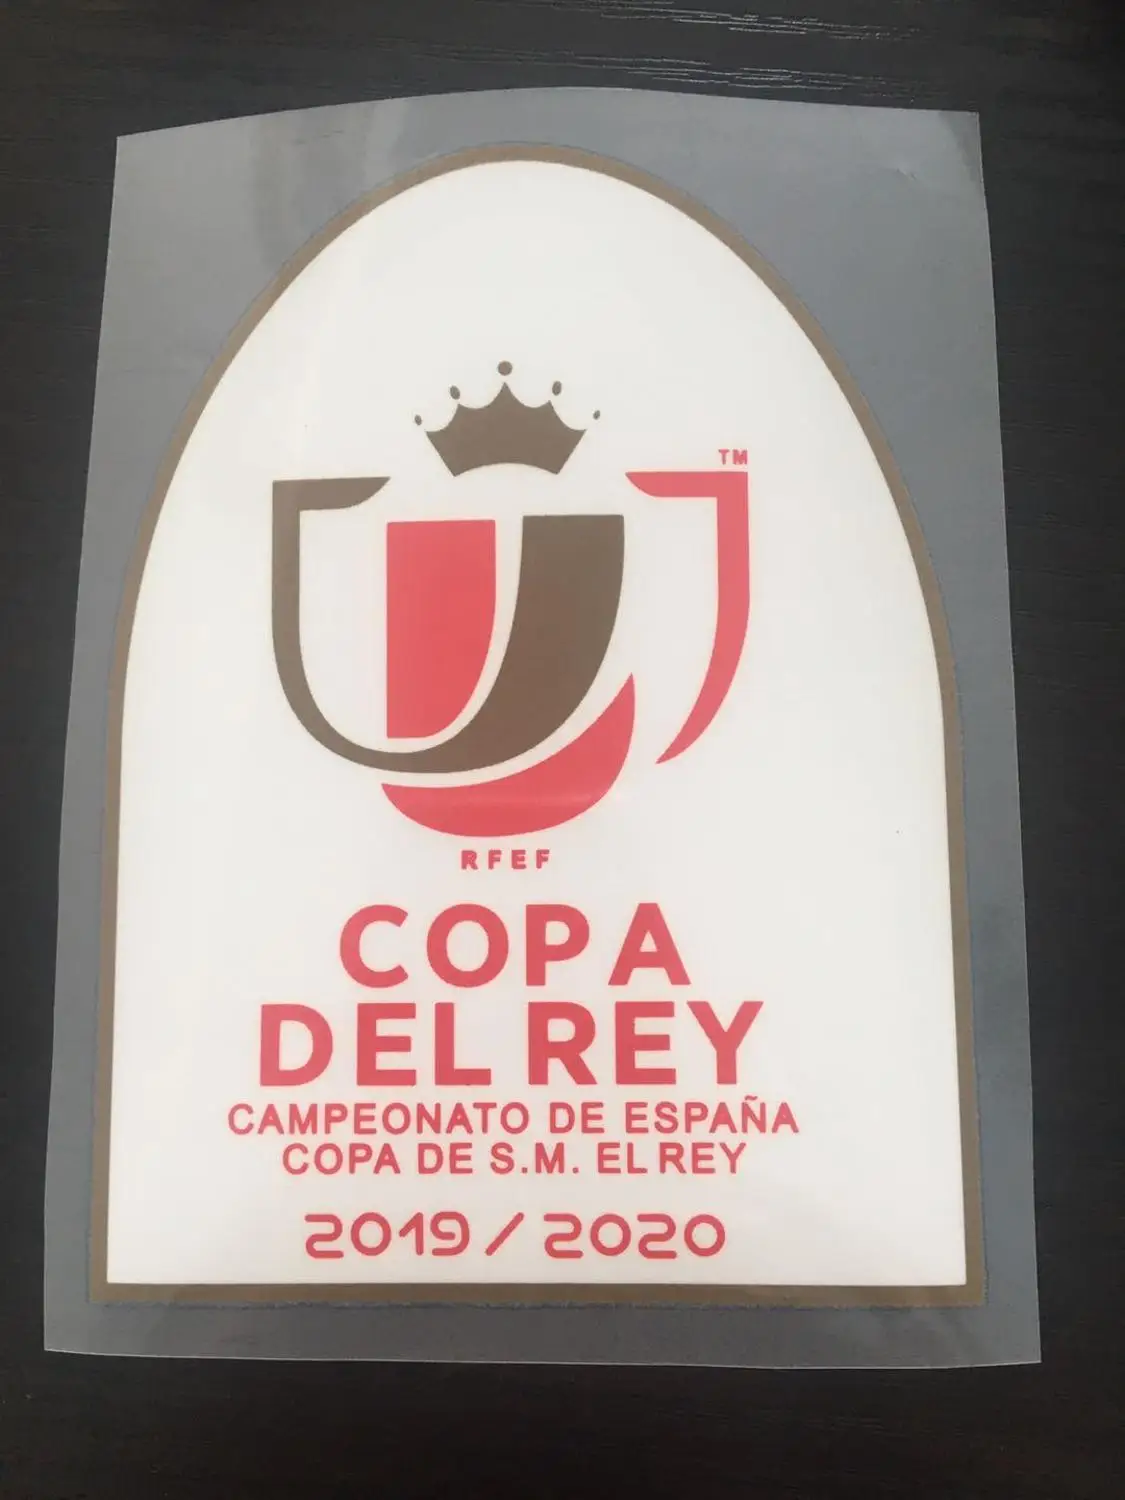 TM
RFEF
COPA
DEL REY
CAMPEONATO DE ESPAÑA
COPA DE S.M. EL REY
2019/2020